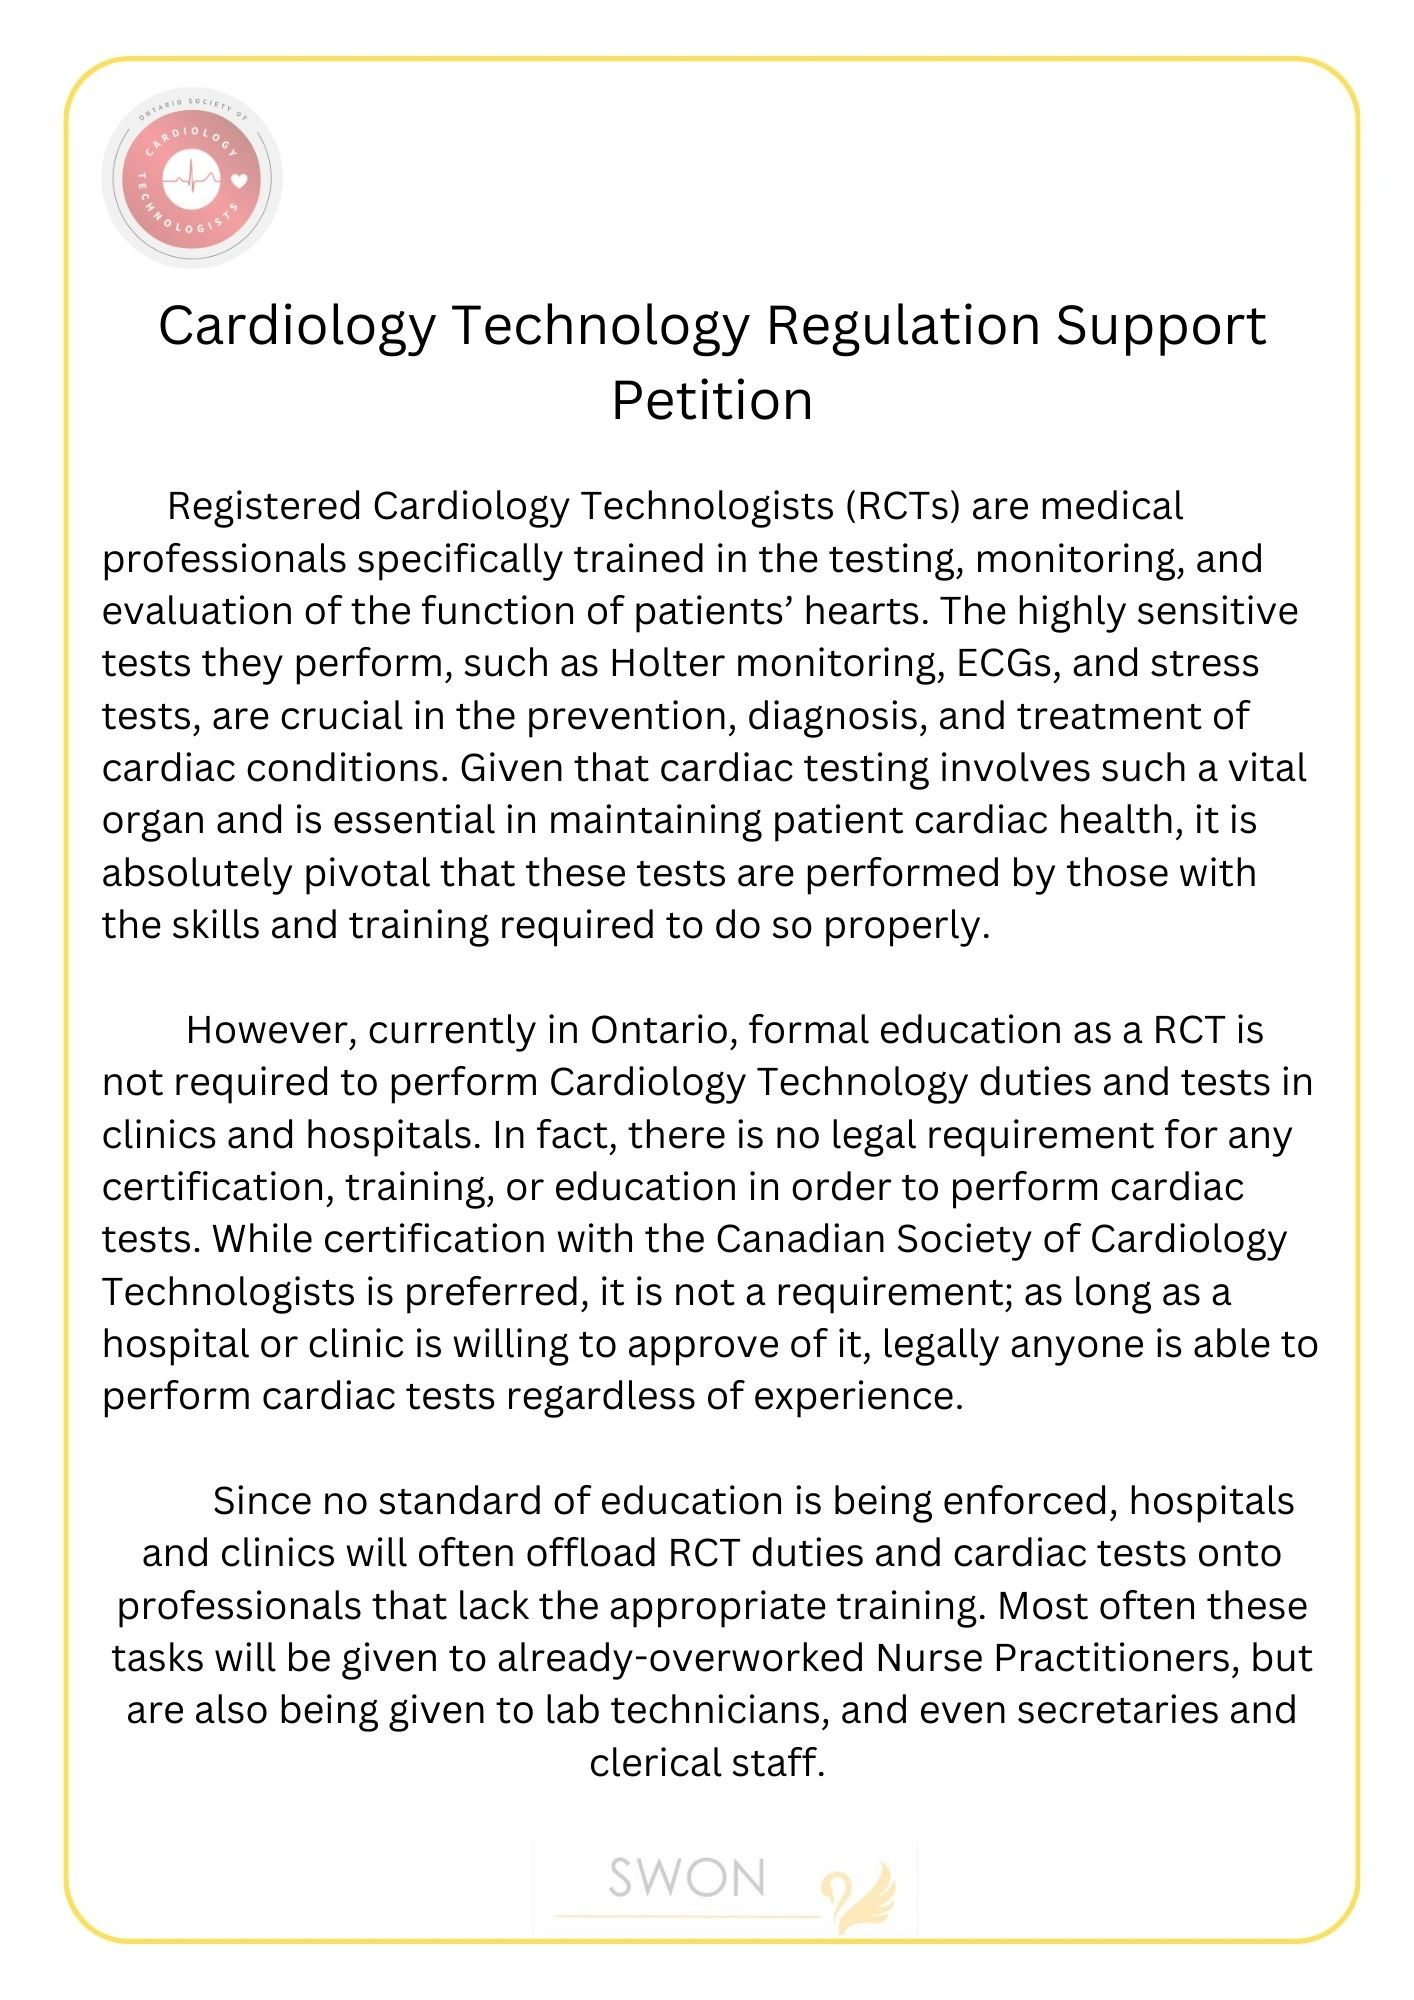 ONTARIO SOCIETY OF
CARDIOLOGY
TECHNOLOGISTS
Cardiology Technology Regulation Support
Petition
Registered Cardiology Technologists (RCTs) are medical
professionals specifically trained in the testing, monitoring, and
evaluation of the function of patients’ hearts. The highly sensitive
tests they perform, such as Holter monitoring, ECGs, and stress
tests, are crucial in the prevention, diagnosis, and treatment of
cardiac conditions. Given that cardiac testing involves such a vital
organ and is essential in maintaining patient cardiac health, it is
absolutely pivotal that these tests are performed by those with
the skills and training required to do so properly.
However, currently in Ontario, formal education as a RCT is
not required to perform Cardiology Technology duties and tests in
clinics and hospitals. In fact, there is no legal requirement for any
certification, training, or education in order to perform cardiac
tests. While certification with the Canadian Society of Cardiology
Technologists is preferred, it is not a requirement; as long as a
hospital or clinic is willing to approve of it, legally anyone is able to
perform cardiac tests regardless of experience.
Since no standard of education is being enforced, hospitals
and clinics will often offload RCT duties and cardiac tests onto
professionals that lack the appropriate training. Most often these
tasks will be given to already-overworked Nurse Practitioners, but
are also being given to lab technicians, and even secretaries and
clerical staff.
SWON